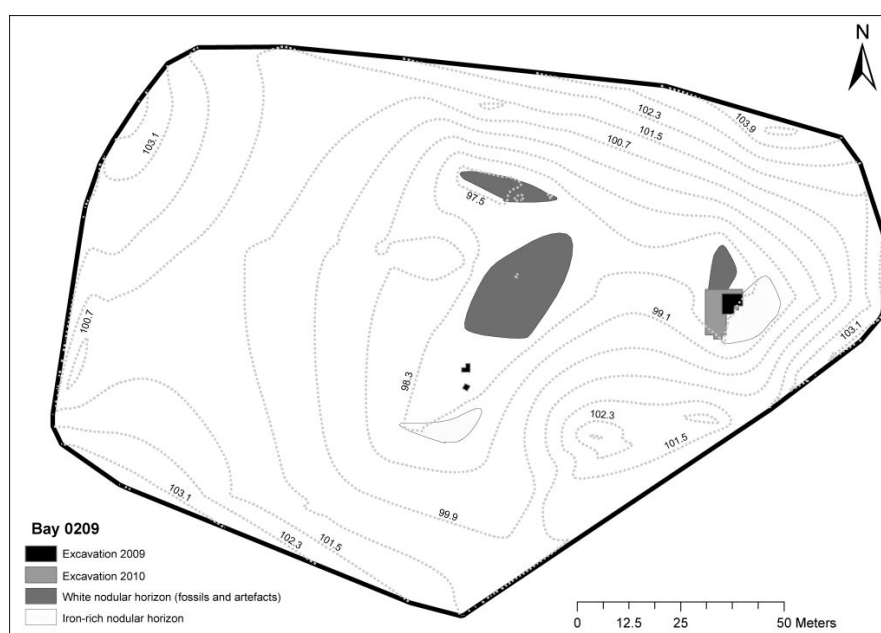 N
103.9
102.3
101.5
100.7
103.1
97.5
100.7
99.1
103.1
98.3
102.3
101.5
99.9
103.1
102.3
101.5
Bay 0209
Excavation 2009
Excavation 2010
White nodular horizon (fossils and artefacts)
Iron-rich nodular horizon
0 12.5 25 50 Meters